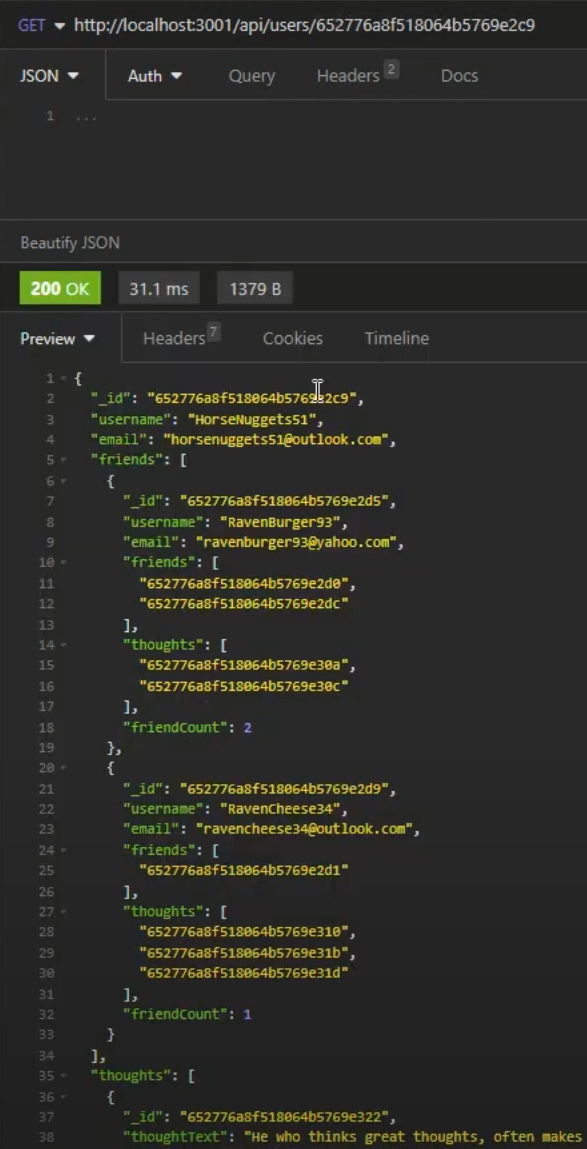 GET http://localhost:3001/api/users/652776a8f518064b5769e2c9
JSON Auth Query Headers 2 Docs
1 ...
Beautify JSON
200 OK 31.1 ms 1379 B
Preview Headers 7 Cookies Timeline
1 {
2 "_id": "652776a8f518064b5769e2c9",
3 "username": "HorseNuggets51",
4 "email": "horsenuggets51@outlook.com",
5 "friends": [
6 {
7 "_id": "652776a8f518064b5769e2d5",
8 "username": "RavenBurger93",
9 "email": "ravenburger93@yahoo.com",
10 "friends": [
11 "652776a8f518064b5769e2d0",
12 "652776a8f518064b5769e2dc"
13 ],
14 "thoughts": [
15 "652776a8f518064b5769e30a",
16 "652776a8f518064b5769e30c"
17 ],
18 "friendCount": 2
19 },
20 {
21 "_id": "652776a8f518064b5769e2d9",
22 "username": "RavenCheese34",
23 "email": "ravencheese34@outlook.com",
24 "friends": [
25 "652776a8f518064b5769e2d1"
26 ],
27 "thoughts": [
28 "652776a8f518064b5769e310",
29 "652776a8f518064b5769e31b",
30 "652776a8f518064b5769e31d"
31 ],
32 "friendCount": 1
33 }
34 ],
35 "thoughts": [
36 {
37 "_id": "652776a8f518064b5769e322",
38 "thoughtText": "He who thinks great thoughts, often makes